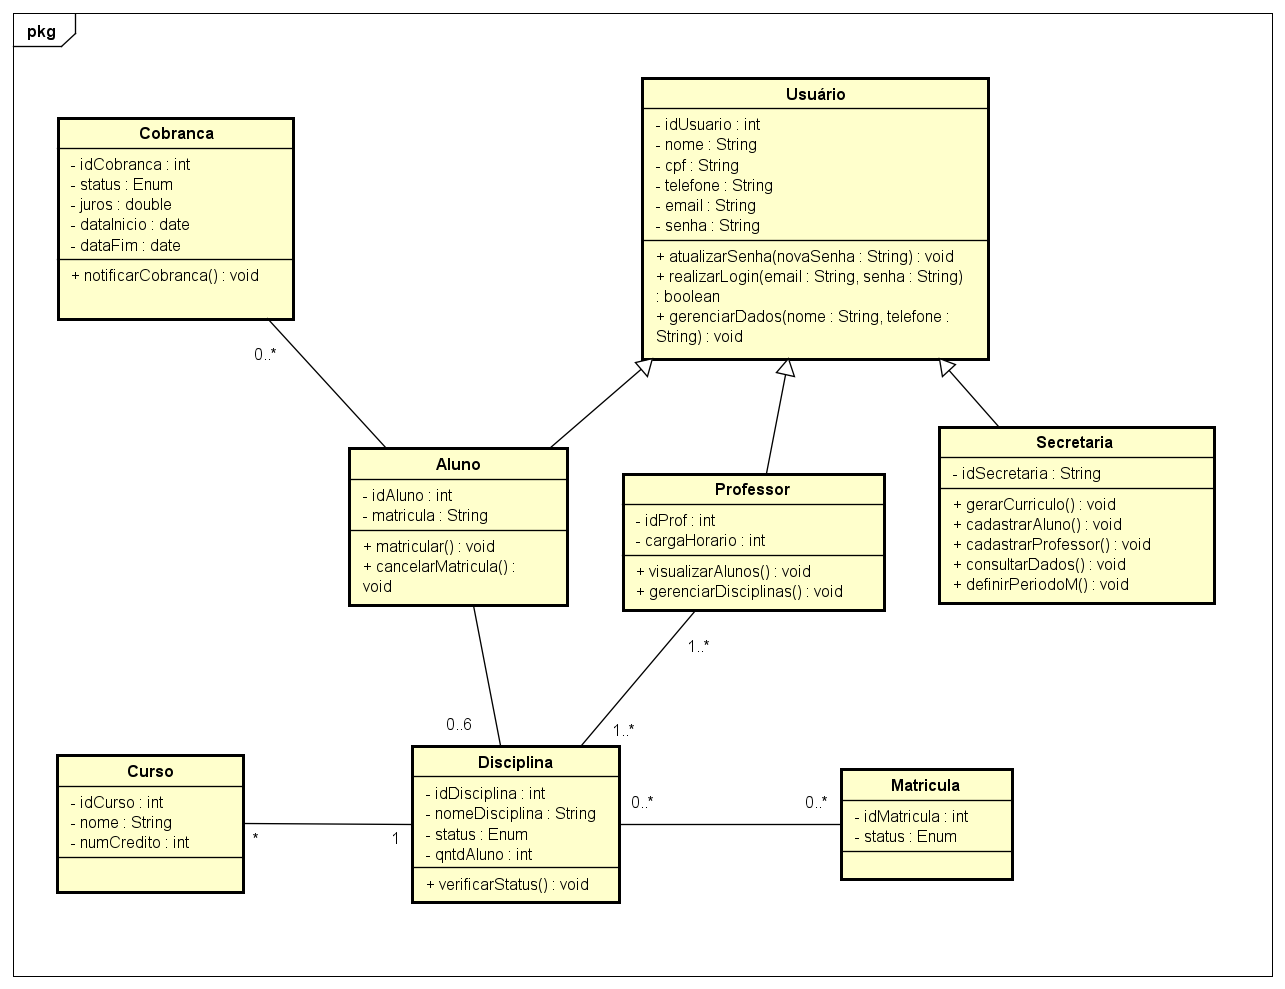 pkg
Usuário
- idUsuario : int
- nome : String
- cpf : String
- telefone : String
- email : String
- senha : String
+ atualizarSenha(novaSenha : String) : void
+ realizarLogin(email : String, senha : String)
: boolean
+ gerenciarDados(nome : String, telefone :
String) : void
Cobranca
- idCobranca : int
- status : Enum
- juros : double
- dataInicio : date
- dataFim : date
+ notificarCobranca() : void
0..*
Aluno
- idAluno : int
- matricula : String
+ matricular() : void
+ cancelarMatricula() :
void
Professor
- idProf : int
- cargaHorario : int
+ visualizarAlunos() : void
+ gerenciarDisciplinas() : void
Secretaria
- idSecretaria : String
+ gerarCurriculo() : void
+ cadastrarAluno() : void
+ cadastrarProfessor() : void
+ consultarDados() : void
+ definirPeriodoM() : void
1..*
0..6
1..*
Curso
- idCurso : int
- nome : String
- numCredito : int
*
1
Disciplina
- idDisciplina : int
- nomeDisciplina : String
- status : Enum
- qntdAluno : int
+ verificarStatus() : void
0..*
0..*
Matricula
- idMatricula : int
- status : Enum